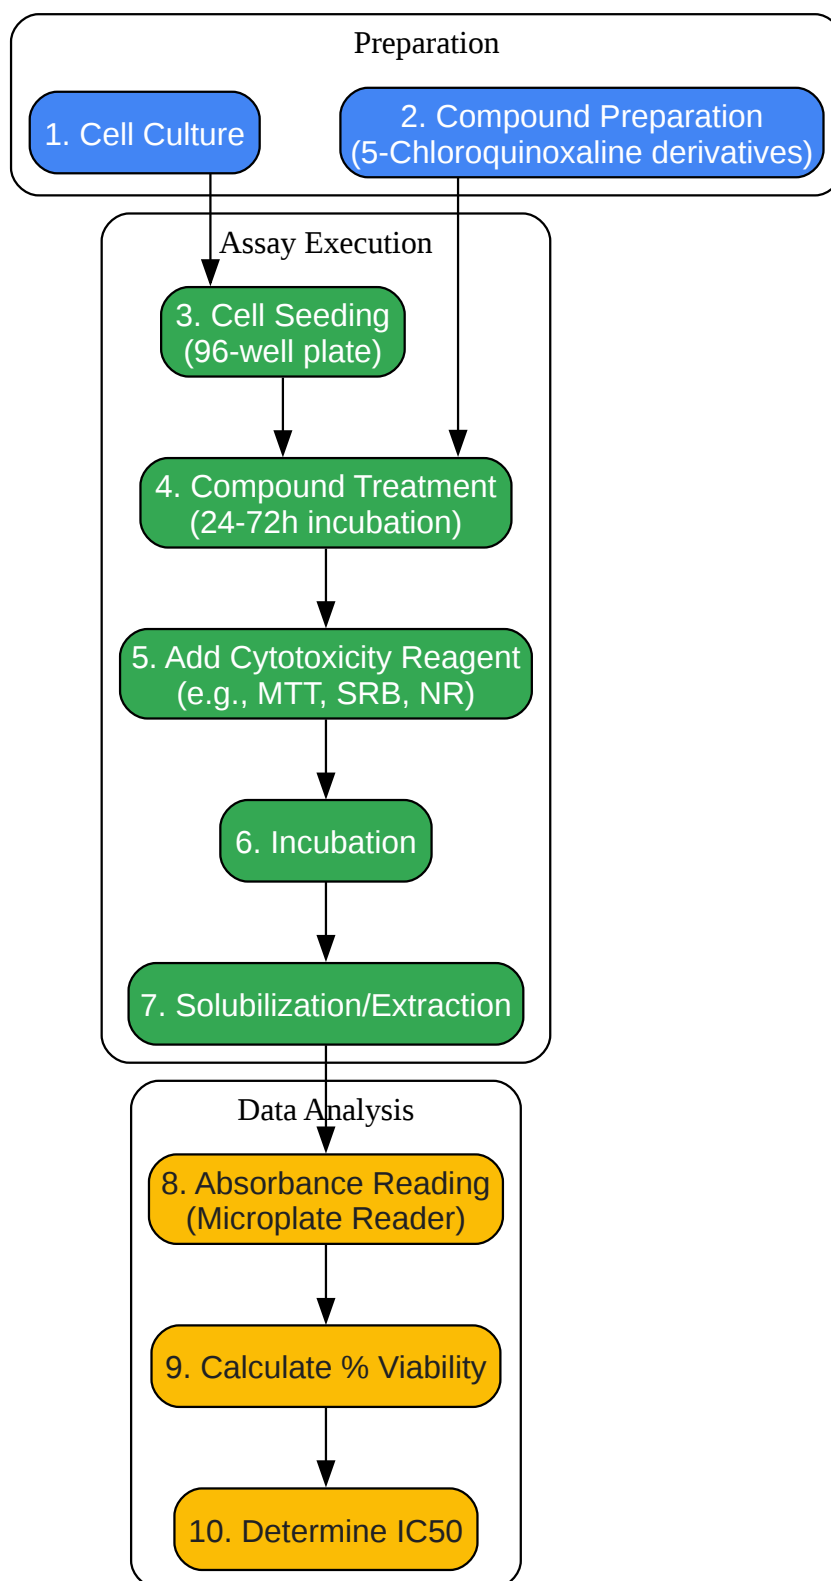 Preparation
1. Cell Culture
2. Compound Preparation
(5-Chloroquinoxaline derivatives)
Assay Execution
3. Cell Seeding
(96-well plate)
4. Compound Treatment
(24-72h incubation)
5. Add Cytotoxicity Reagent
(e.g., MTT, SRB, NR)
6. Incubation
7. Solubilization/Extraction
Data Analysis
8. Absorbance Reading
(Microplate Reader)
9. Calculate % Viability
10. Determine IC50